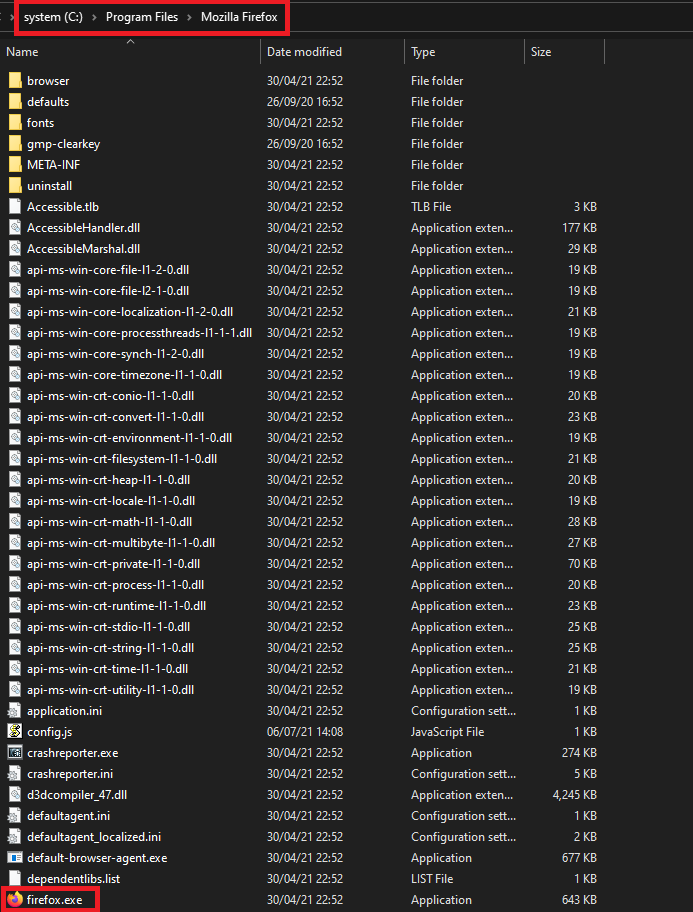 system (C:) > Program Files > Mozilla Firefox
Name Date modified Type Size
browser 30/04/21 22:52 File folder
defaults 26/09/20 16:52 File folder
fonts 30/04/21 22:52 File folder
gmp-clearkey 26/09/20 16:52 File folder
META-INF 30/04/21 22:52 File folder
uninstall 30/04/21 22:52 File folder
Accessible.tlb 30/04/21 22:52 TLB File 3 KB
AccessibleHandler.dll 30/04/21 22:52 Application exten... 177 KB
AccessibleMarshal.dll 30/04/21 22:52 Application exten... 29 KB
api-ms-win-core-file-l1-2-0.dll 30/04/21 22:52 Application exten... 19 KB
api-ms-win-core-file-l2-1-0.dll 30/04/21 22:52 Application exten... 19 KB
api-ms-win-core-localization-l1-2-0.dll 30/04/21 22:52 Application exten... 21 KB
api-ms-win-core-processthreads-l1-1-1.dll 30/04/21 22:52 Application exten... 19 KB
api-ms-win-core-synch-l1-2-0.dll 30/04/21 22:52 Application exten... 19 KB
api-ms-win-core-timezone-l1-1-0.dll 30/04/21 22:52 Application exten... 19 KB
api-ms-win-crt-conio-l1-1-0.dll 30/04/21 22:52 Application exten... 20 KB
api-ms-win-crt-convert-l1-1-0.dll 30/04/21 22:52 Application exten... 23 KB
api-ms-win-crt-environment-l1-1-0.dll 30/04/21 22:52 Application exten... 19 KB
api-ms-win-crt-filesystem-l1-1-0.dll 30/04/21 22:52 Application exten... 21 KB
api-ms-win-crt-heap-l1-1-0.dll 30/04/21 22:52 Application exten... 20 KB
api-ms-win-crt-locale-l1-1-0.dll 30/04/21 22:52 Application exten... 19 KB
api-ms-win-crt-math-l1-1-0.dll 30/04/21 22:52 Application exten... 28 KB
api-ms-win-crt-multibyte-l1-1-0.dll 30/04/21 22:52 Application exten... 27 KB
api-ms-win-crt-private-l1-1-0.dll 30/04/21 22:52 Application exten... 70 KB
api-ms-win-crt-process-l1-1-0.dll 30/04/21 22:52 Application exten... 20 KB
api-ms-win-crt-runtime-l1-1-0.dll 30/04/21 22:52 Application exten... 23 KB
api-ms-win-crt-stdio-l1-1-0.dll 30/04/21 22:52 Application exten... 25 KB
api-ms-win-crt-string-l1-1-0.dll 30/04/21 22:52 Application exten... 25 KB
api-ms-win-crt-time-l1-1-0.dll 30/04/21 22:52 Application exten... 21 KB
api-ms-win-crt-utility-l1-1-0.dll 30/04/21 22:52 Application exten... 19 KB
application.ini 30/04/21 22:52 Configuration sett... 1 KB
config.js 06/07/21 14:08 JavaScript File 1 KB
crashreporter.exe 30/04/21 22:52 Application 274 KB
crashreporter.ini 30/04/21 22:52 Configuration sett... 5 KB
d3dcompiler_47.dll 30/04/21 22:52 Application exten... 4,245 KB
defaultagent.ini 30/04/21 22:52 Configuration sett... 1 KB
defaultagent_localized.ini 30/04/21 22:52 Configuration sett... 2 KB
default-browser-agent.exe 30/04/21 22:52 Application 677 KB
dependentlibs.list 30/04/21 22:52 LIST File 1 KB
firefox.exe 30/04/21 22:52 Application 643 KB